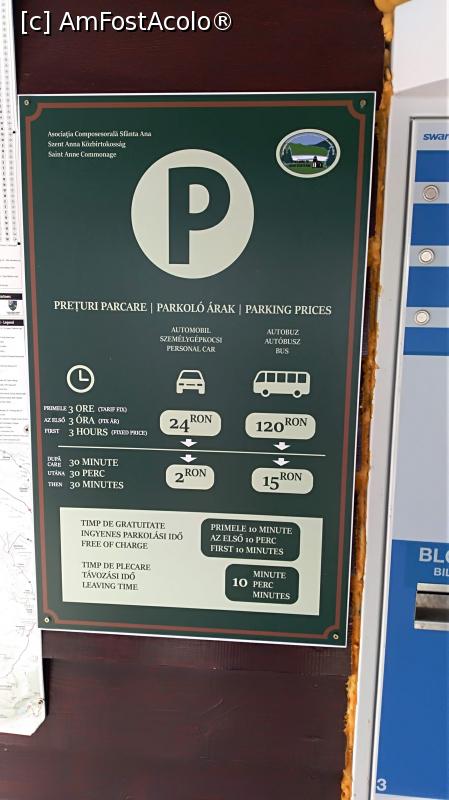 [c] AmFostAcolo®
Asociația Composesorală Sfânta Ana
Szent Anna Közbirtokosság
Saint Anne Commonage
P
PREȚURI PARCARE | PARKOLÓ ÁRAK | PARKING PRICES
AUTOMOBIL
SZEMÉLYGÉPKOCSI
PERSONAL CAR
AUTOBUZ
AUTÓBUSZ
BUS
PRIMELE 3 ORE (TARIF FIX)
AZ ELSŐ 3 ÓRA (FIX ÁR)
FIRST 3 HOURS (FIXED PRICE)
24 RON
120 RON
DUPĂ CARE 30 MINUTE
UTÁNA 30 PERC
THEN 30 MINUTES
2 RON
15 RON
TIMP DE GRATUITATE
INGYENES PARKOLÁSI IDŐ
FREE OF CHARGE
PRIMELE 10 MINUTE
AZ ELSŐ 10 PERC
FIRST 10 MINUTES
TIMP DE PLECARE
TÁVOZÁSI IDŐ
LEAVING TIME
10 MINUTE
PERC
MINUTES
Legend
swar
BL
BIL
3